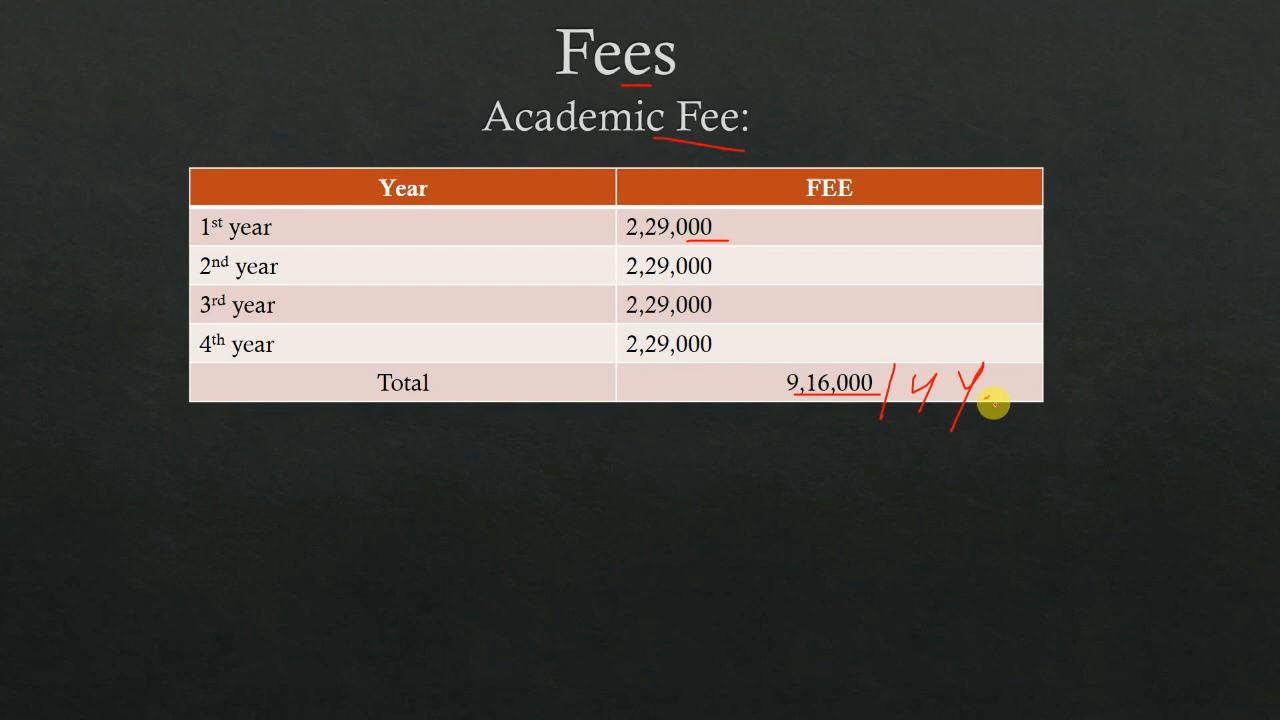 Fees
Academic Fee:
Year FEE
1st year 2,29,000
2nd year 2,29,000
3rd year 2,29,000
4th year 2,29,000
Total 9,16,000 / 4 y